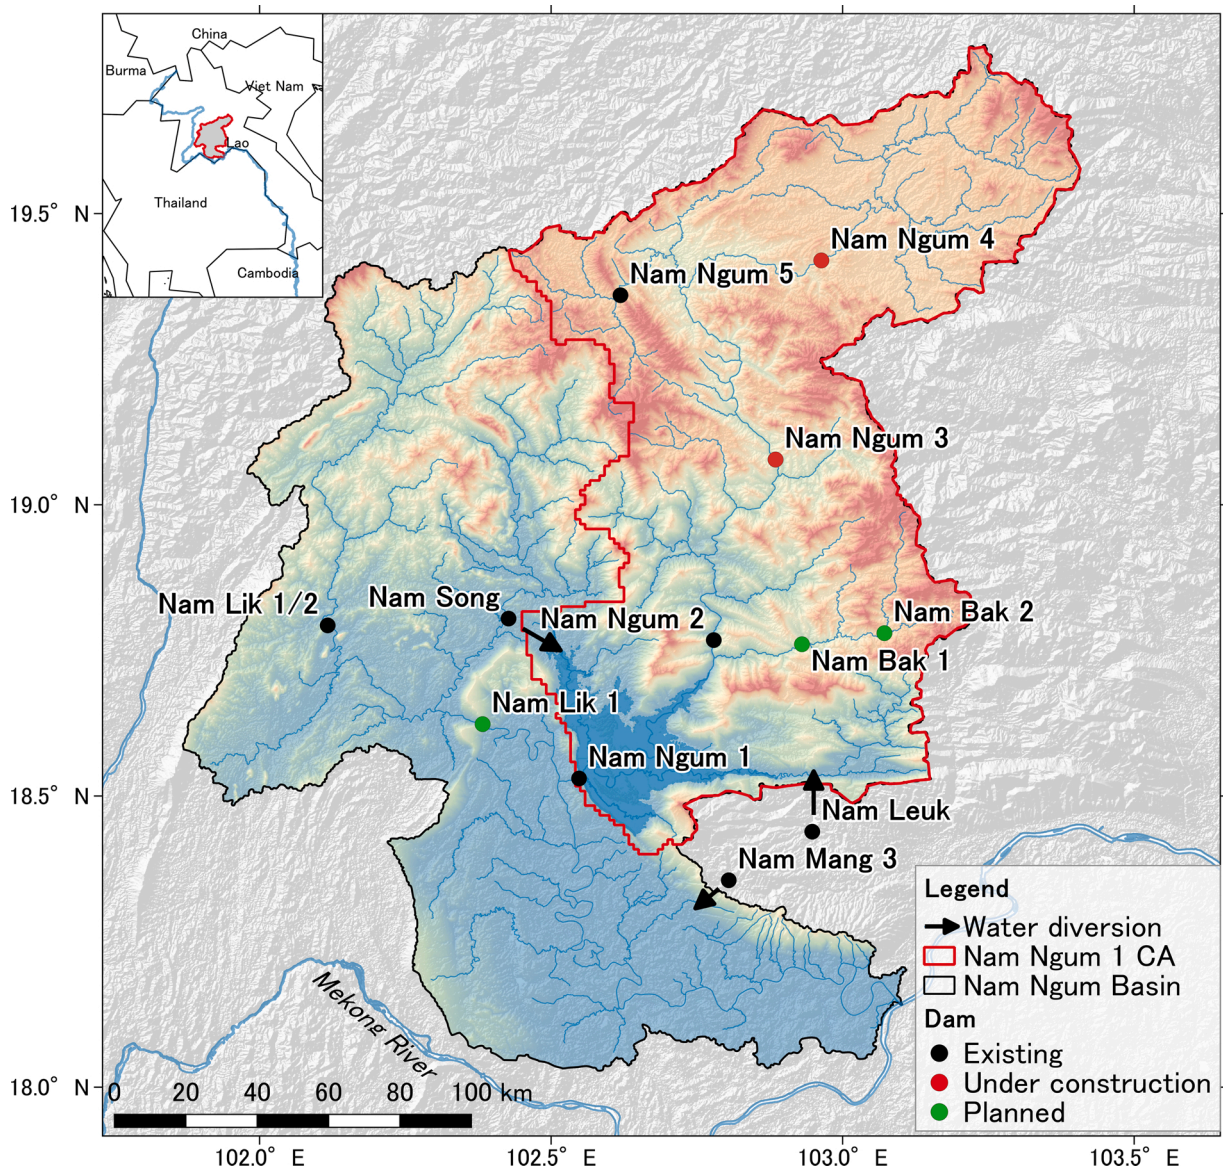 China
Burma
Viet Nam
Lao
Thailand
Cambodia
19.5° N
19.0° N
18.5° N
18.0° N
Nam Ngum 4
Nam Ngum 5
Nam Ngum 3
Nam Lik 1/2
Nam Song
Nam Ngum 2
Nam Bak 2
Nam Bak 1
Nam Lik 1
Nam Ngum 1
Nam Leuk
Nam Mang 3
Mekong River
Legend
Water diversion
Nam Ngum 1 CA
Nam Ngum Basin
Dam
Existing
Under construction
Planned
0 20 40 60 80 100 km
102.0° E 102.5° E 103.0° E 103.5° E